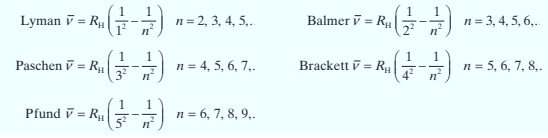 Lyman ν̅ = R_H (1/1² − 1/n²) n = 2, 3, 4, 5,.. Balmer ν̅ = R_H (1/2² − 1/n²) n = 3, 4, 5, 6,..
Paschen ν̅ = R_H (1/3² − 1/n²) n = 4, 5, 6, 7,. Brackett ν̅ = R_H (1/4² − 1/n²) n = 5, 6, 7, 8,.
Pfund ν̅ = R_H (1/5² − 1/n²) n = 6, 7, 8, 9,.